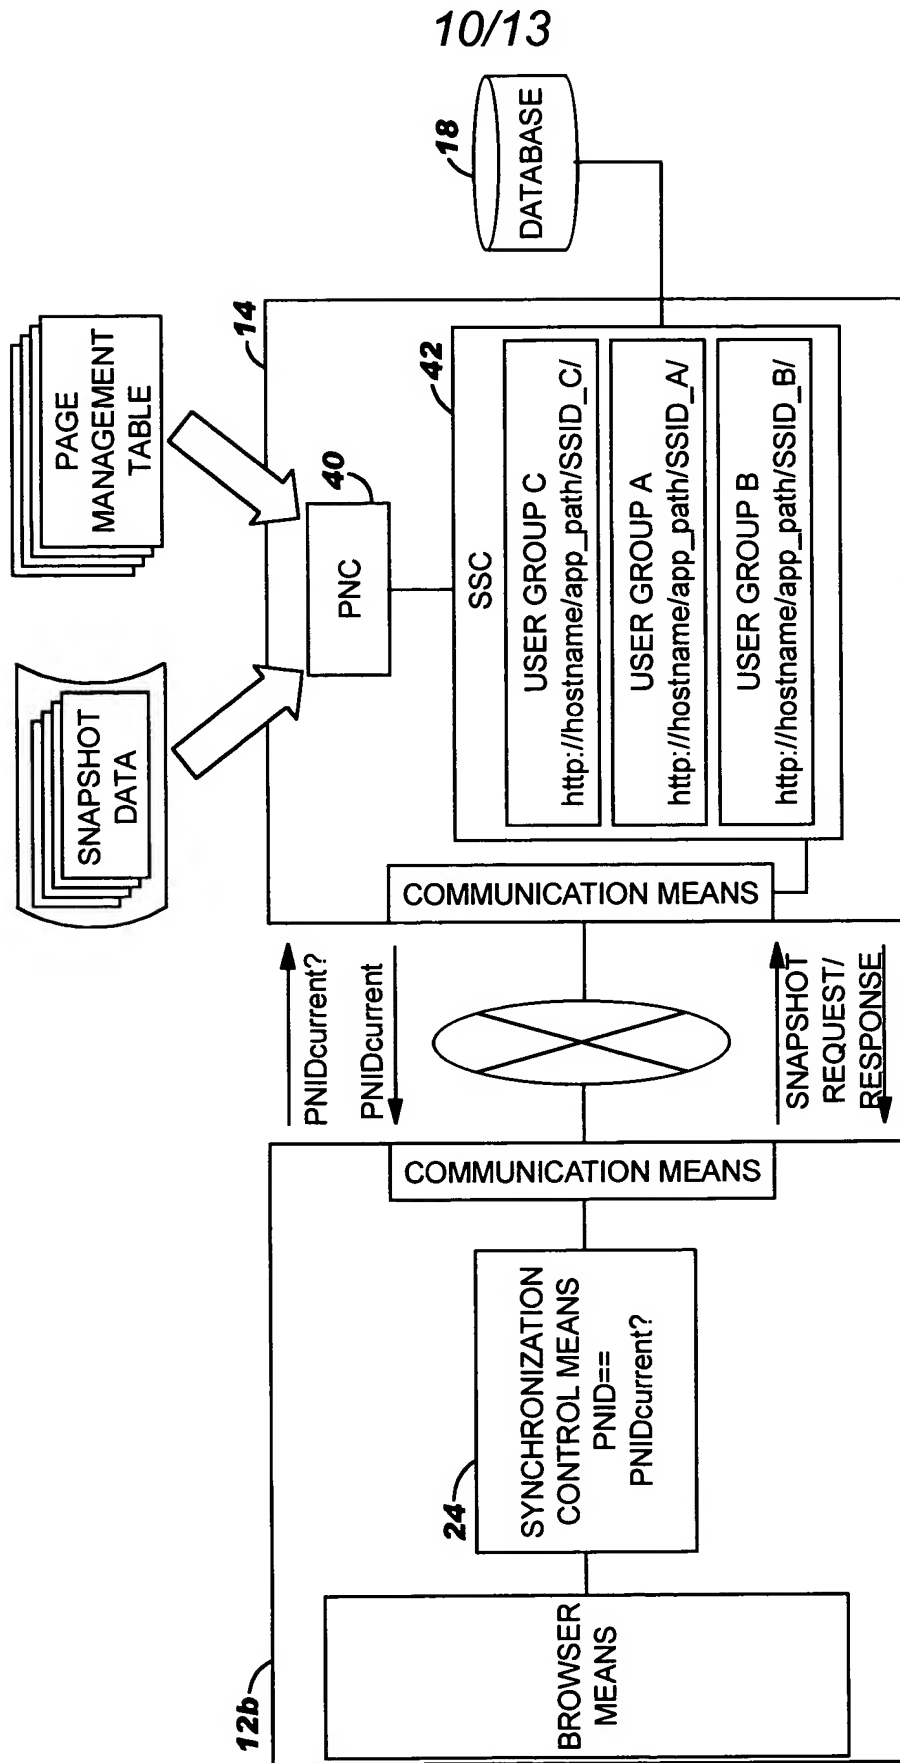 10/13
12b
BROWSER
MEANS
24
SYNCHRONIZATION
CONTROL MEANS
PNID==
PNIDcurrent?
COMMUNICATION MEANS
PNIDcurrent?
PNIDcurrent
SNAPSHOT
REQUEST/
RESPONSE
COMMUNICATION MEANS
SNAPSHOT
DATA
PAGE
MANAGEMENT
TABLE
14
PNC
40
SSC
42
USER GROUP C
http://hostname/app_path/SSID_C/
USER GROUP A
http://hostname/app_path/SSID_A/
USER GROUP B
http://hostname/app_path/SSID_B/
18
DATABASE